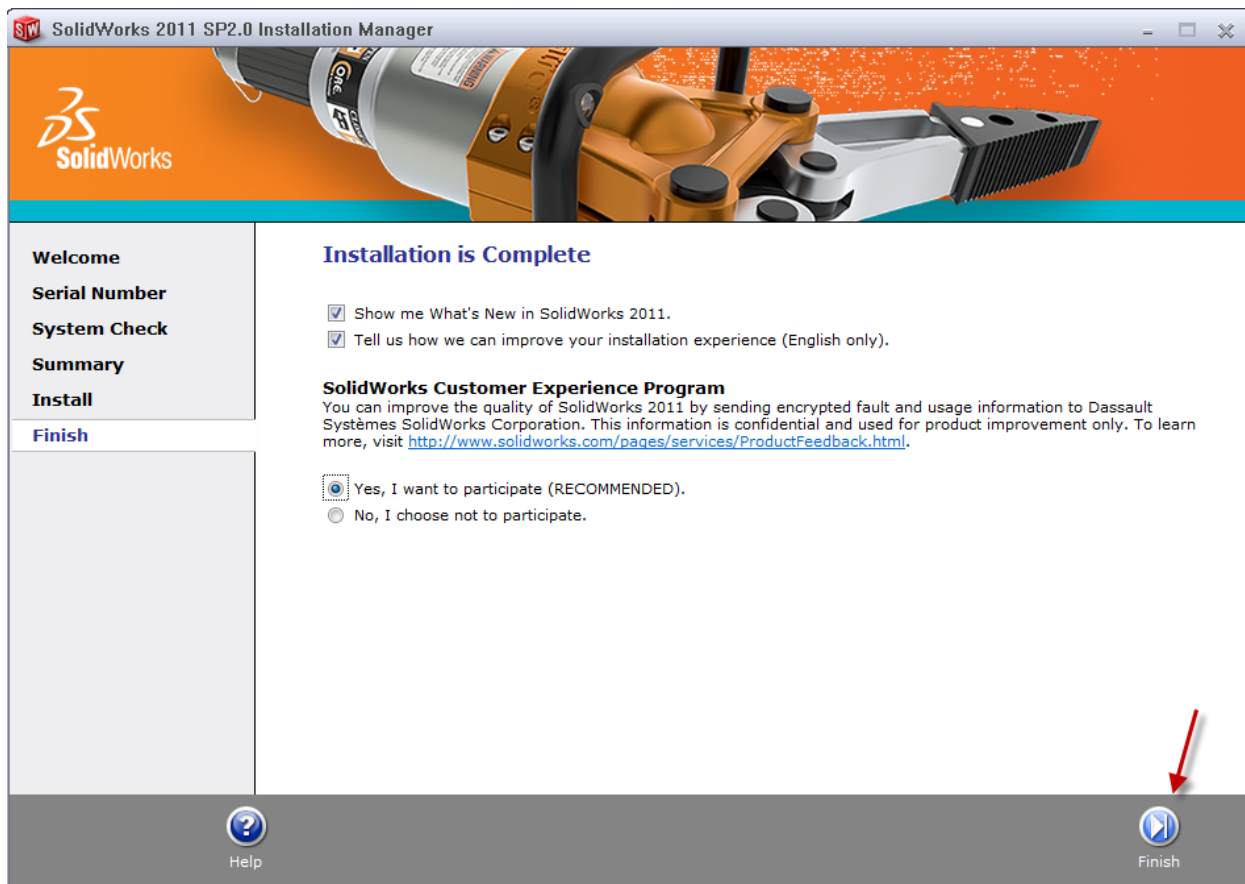 SolidWorks 2011 SP2.0 Installation Manager
SolidWorks
WARNING
Welcome
Serial Number
System Check
Summary
Install
Finish
Installation is Complete
Show me What's New in SolidWorks 2011.
Tell us how we can improve your installation experience (English only).
SolidWorks Customer Experience Program
You can improve the quality of SolidWorks 2011 by sending encrypted fault and usage information to Dassault
Systèmes SolidWorks Corporation. This information is confidential and used for product improvement only. To learn
more, visit http://www.solidworks.com/pages/services/ProductFeedback.html.
Yes, I want to participate (RECOMMENDED).
No, I choose not to participate.
Help
Finish